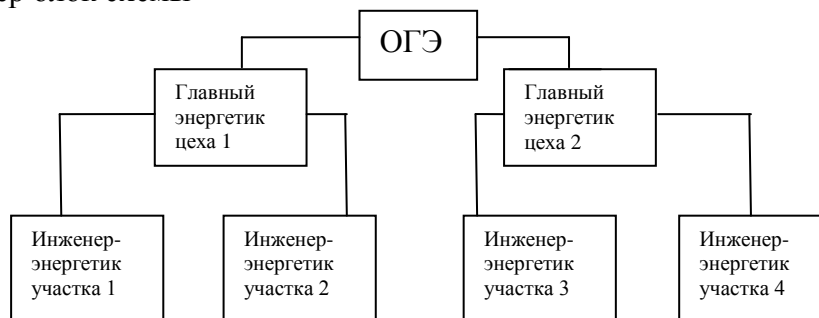 ОГЭ
Главный
энергетик
цеха 1
Главный
энергетик
цеха 2
Инженер-
энергетик
участка 1
Инженер-
энергетик
участка 2
Инженер-
энергетик
участка 3
Инженер-
энергетик
участка 4